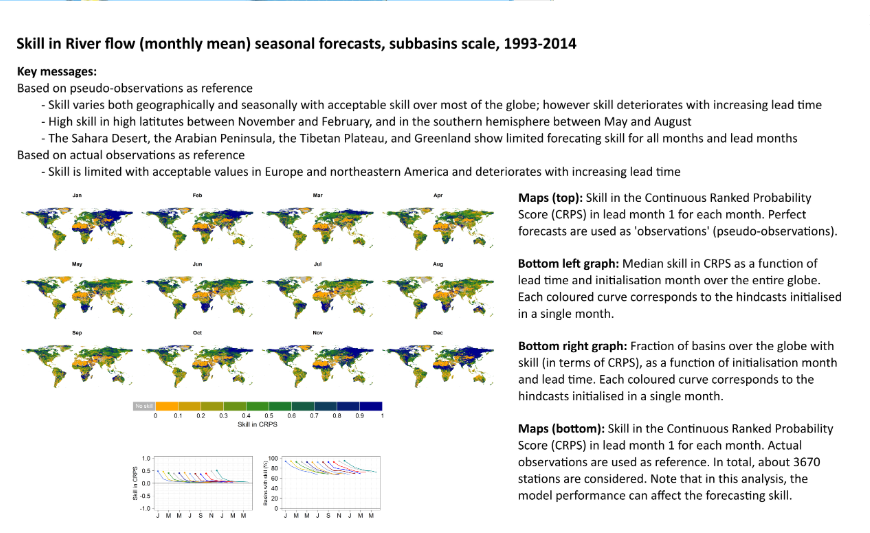 Skill in River flow (monthly mean) seasonal forecasts, subbasins scale, 1993-2014
Key messages:
Based on pseudo-observations as reference
- Skill varies both geographically and seasonally with acceptable skill over most of the globe; however skill deteriorates with increasing lead time
- High skill in high latitutes between November and February, and in the southern hemisphere between May and August
- The Sahara Desert, the Arabian Peninsula, the Tibetan Plateau, and Greenland show limited forecating skill for all months and lead months
Based on actual observations as reference
- Skill is limited with acceptable values in Europe and northeastern America and deteriorates with increasing lead time
Jan Feb Mar Apr
May Jun Jul Aug
Sep Oct Nov Dec
No skill
0 0.1 0.2 0.3 0.4 0.5 0.6 0.7 0.8 0.9 1
Skill in CRPS
Skill in CRPS
1.0
0.5
0.0
-0.5
-1.0
J M M J S N J M M
Basins with skill (%)
100
80
60
40
20
0
J M M J S N J M M
Maps (top): Skill in the Continuous Ranked Probability
Score (CRPS) in lead month 1 for each month. Perfect
forecasts are used as 'observations' (pseudo-observations).
Bottom left graph: Median skill in CRPS as a function of
lead time and initialisation month over the entire globe.
Each coloured curve corresponds to the hindcasts initialised
in a single month.
Bottom right graph: Fraction of basins over the globe with
skill (in terms of CRPS), as a function of initialisation month
and lead time. Each coloured curve corresponds to the
hindcasts initialised in a single month.
Maps (bottom): Skill in the Continuous Ranked Probability
Score (CRPS) in lead month 1 for each month. Actual
observations are used as reference. In total, about 3670
stations are considered. Note that in this analysis, the
model performance can affect the forecasting skill.